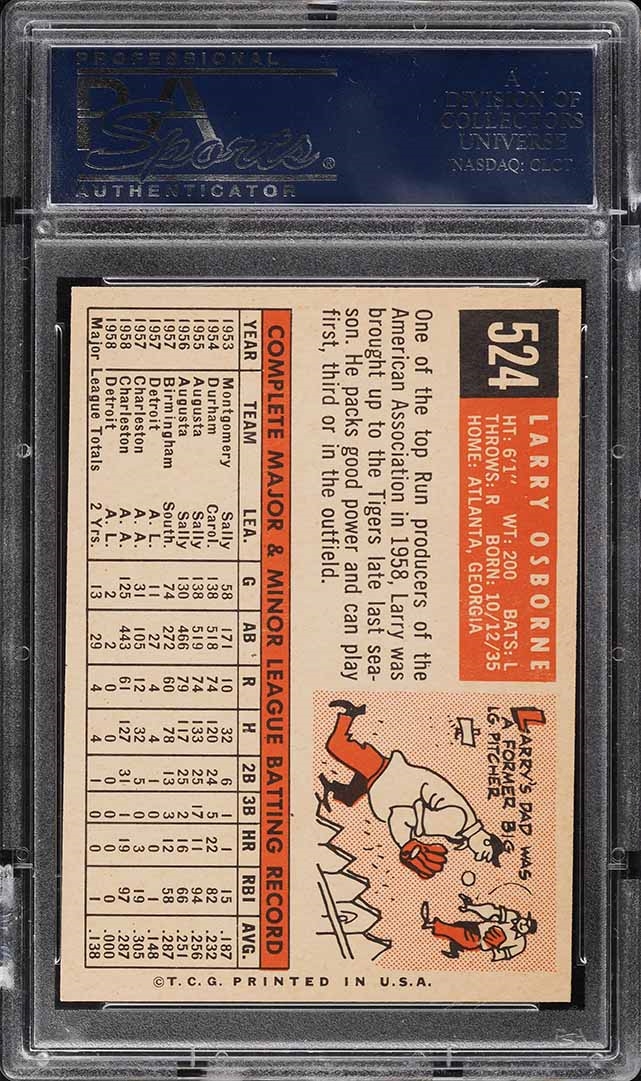 PROFESSIONAL
PSA
Sports®
AUTHENTICATOR
A
DIVISION OF
COLLECTORS
UNIVERSE
NASDAQ: CLCT
524
LARRY OSBORNE
HT: 6'1" WT: 200 BATS: L
THROWS: R BORN: 10/12/35
HOME: ATLANTA, GEORGIA
One of the top Run producers of the
American Association in 1958, Larry was
brought up to the Tigers late last sea-
son. He packs good power and can play
first, third or in the outfield.
LARRY'S DAD WAS
A FORMER BIG
LG PITCHER
COMPLETE MAJOR & MINOR LEAGUE BATTING RECORD
YEAR TEAM LEA. G AB R H 2B 3B HR RBI AVG.
1953 Montgomery Sally 58 171 10 32 6 1 1 15 .187
1954 Durham Carol. 138 518 74 120 24 5 22 82 .232
1955 Augusta Sally 138 519 74 133 25 17 11 94 .256
1956 Augusta Sally 130 466 79 117 25 2 16 66 .251
1957 Birmingham South. 74 272 60 78 13 3 12 58 .287
1957 Detroit A. L. 11 27 4 4 1 0 0 1 .148
1957 Charleston A. A. 31 105 12 32 5 0 3 19 .305
1958 Charleston A. A. 125 443 61 127 31 1 19 97 .287
1958 Detroit A. L. 2 2 0 0 0 0 0 0 .000
Major League Totals 2 Yrs. 13 29 4 4 1 0 0 1 .138
©T.C.G. PRINTED IN U.S.A.
PSA